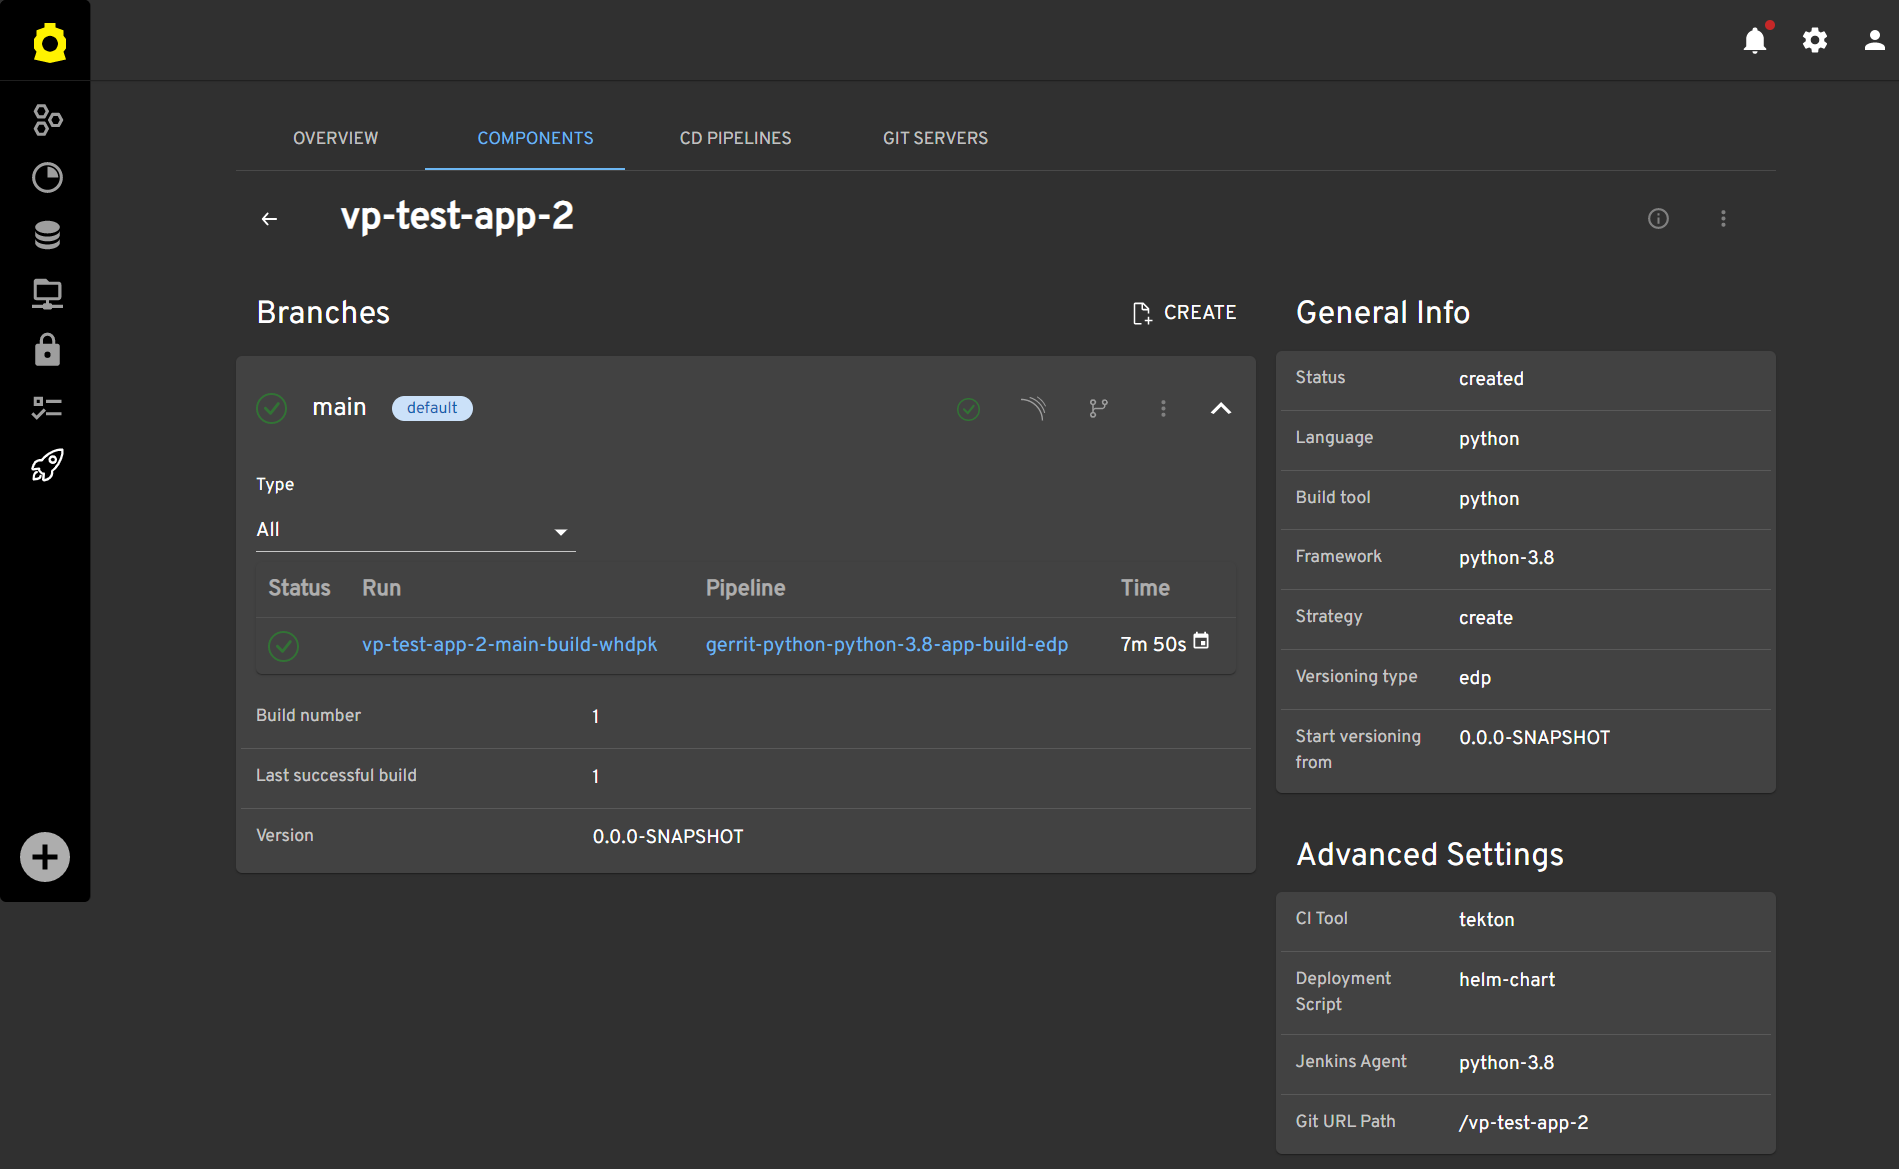 OVERVIEW COMPONENTS CD PIPELINES GIT SERVERS
vp-test-app-2
Branches
CREATE
main default
Type
All
Status Run Pipeline Time
vp-test-app-2-main-build-whdpk gerrit-python-python-3.8-app-build-edp 7m 50s
Build number 1
Last successful build 1
Version 0.0.0-SNAPSHOT
General Info
Status created
Language python
Build tool python
Framework python-3.8
Strategy create
Versioning type edp
Start versioning 0.0.0-SNAPSHOT
from
Advanced Settings
CI Tool tekton
Deployment helm-chart
Script
Jenkins Agent python-3.8
Git URL Path /vp-test-app-2